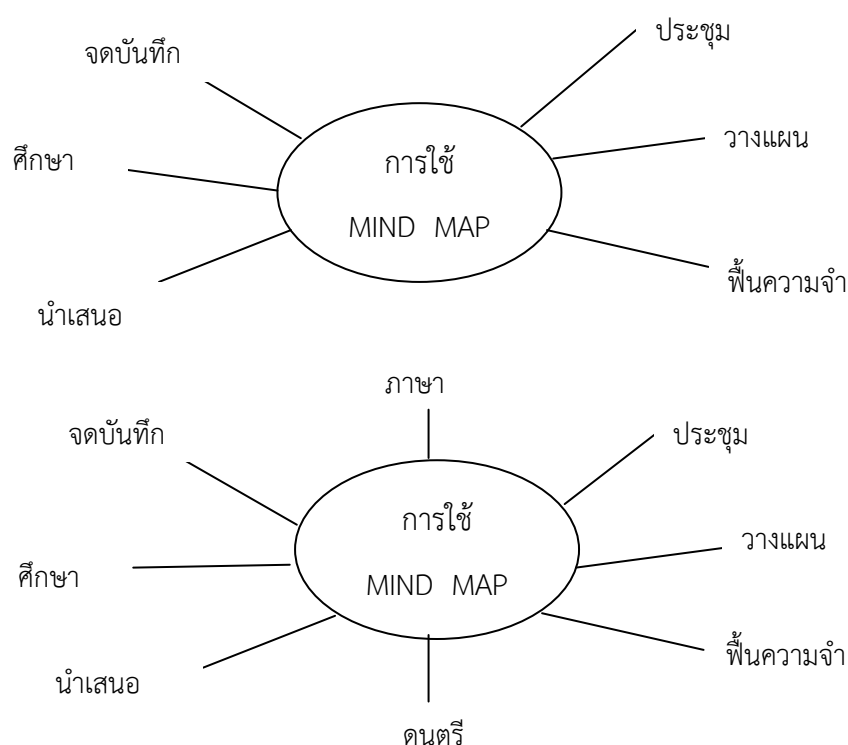 ประชุม
จดบันทึก
วางแผน
การใช้
ศึกษา
MIND MAP
ฟื้นความจำ
นำเสนอ
ภาษา
จดบันทึก
ประชุม
การใช้
วางแผน
ศึกษา
MIND MAP
ฟื้นความจำ
นำเสนอ
ดนตรี